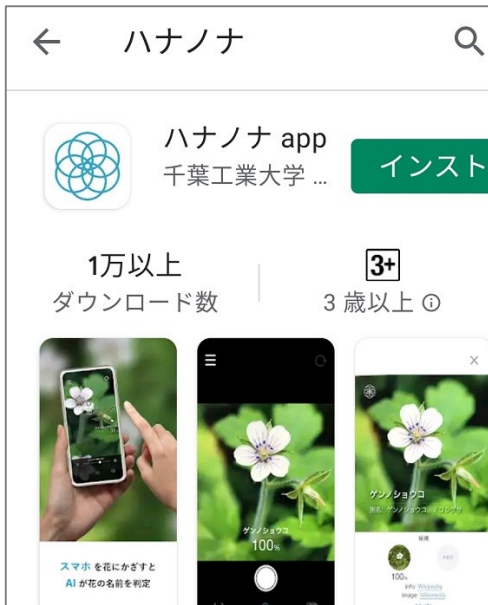 ハナノナ
ハナノナ app
千葉工業大学 ...
インスト
1万以上
ダウンロード数
3+
3 歳以上
スマホ を花にかざすと
AI が花の名前を判定
ゲンノショウコ
100%
ゲンノショウコ
100%
info: Wikipedia
image: Wikimedia